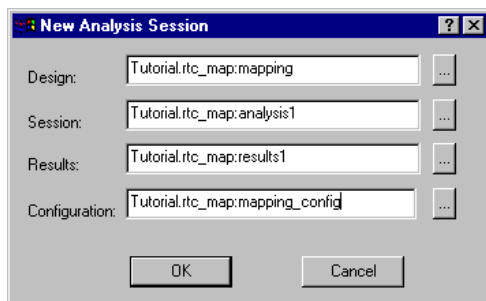 New Analysis Session ? ×
Design: Tutorial.rtc_map:mapping ...
Session: Tutorial.rtc_map:analysis1 ...
Results: Tutorial.rtc_map:results1 ...
Configuration: Tutorial.rtc_map:mapping_config ...
OK Cancel